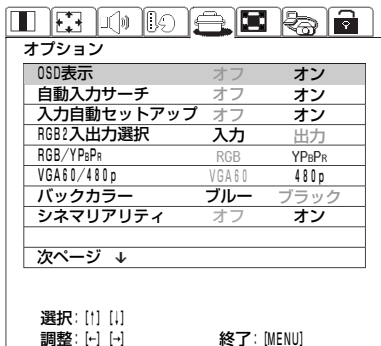 オプション
OSD表示 オフ オン
自動入力サーチ オフ オン
入力自動セットアップ オフ オン
RGB2入出力選択 入力 出力
RGB/YPBPR RGB YPBPR
VGA60/480p VGA60 480p
バックカラー ブルー ブラック
シネマリアリティ オフ オン
次ページ ↓
選択: [↑] [↓]
調整: [←] [→] 終了: [MENU]